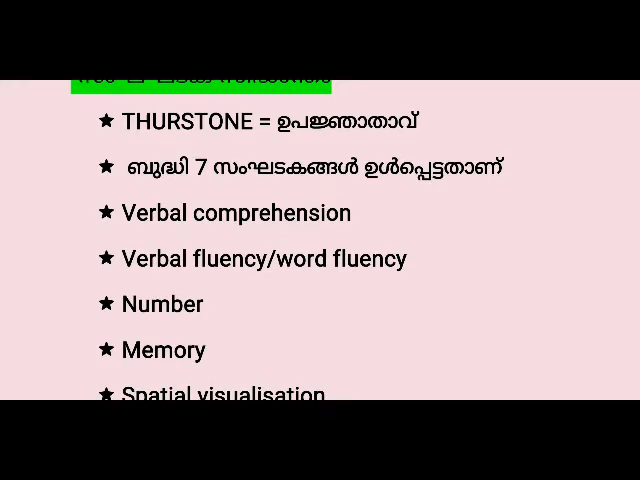 ★ THURSTONE = ഉപജ്ഞാതാവ്
★ ബുദ്ധി 7 സംഘടകങ്ങൾ ഉൾപ്പെട്ടതാണ്
★ Verbal comprehension
★ Verbal fluency/word fluency
★ Number
★ Memory
★ Spatial visualisation